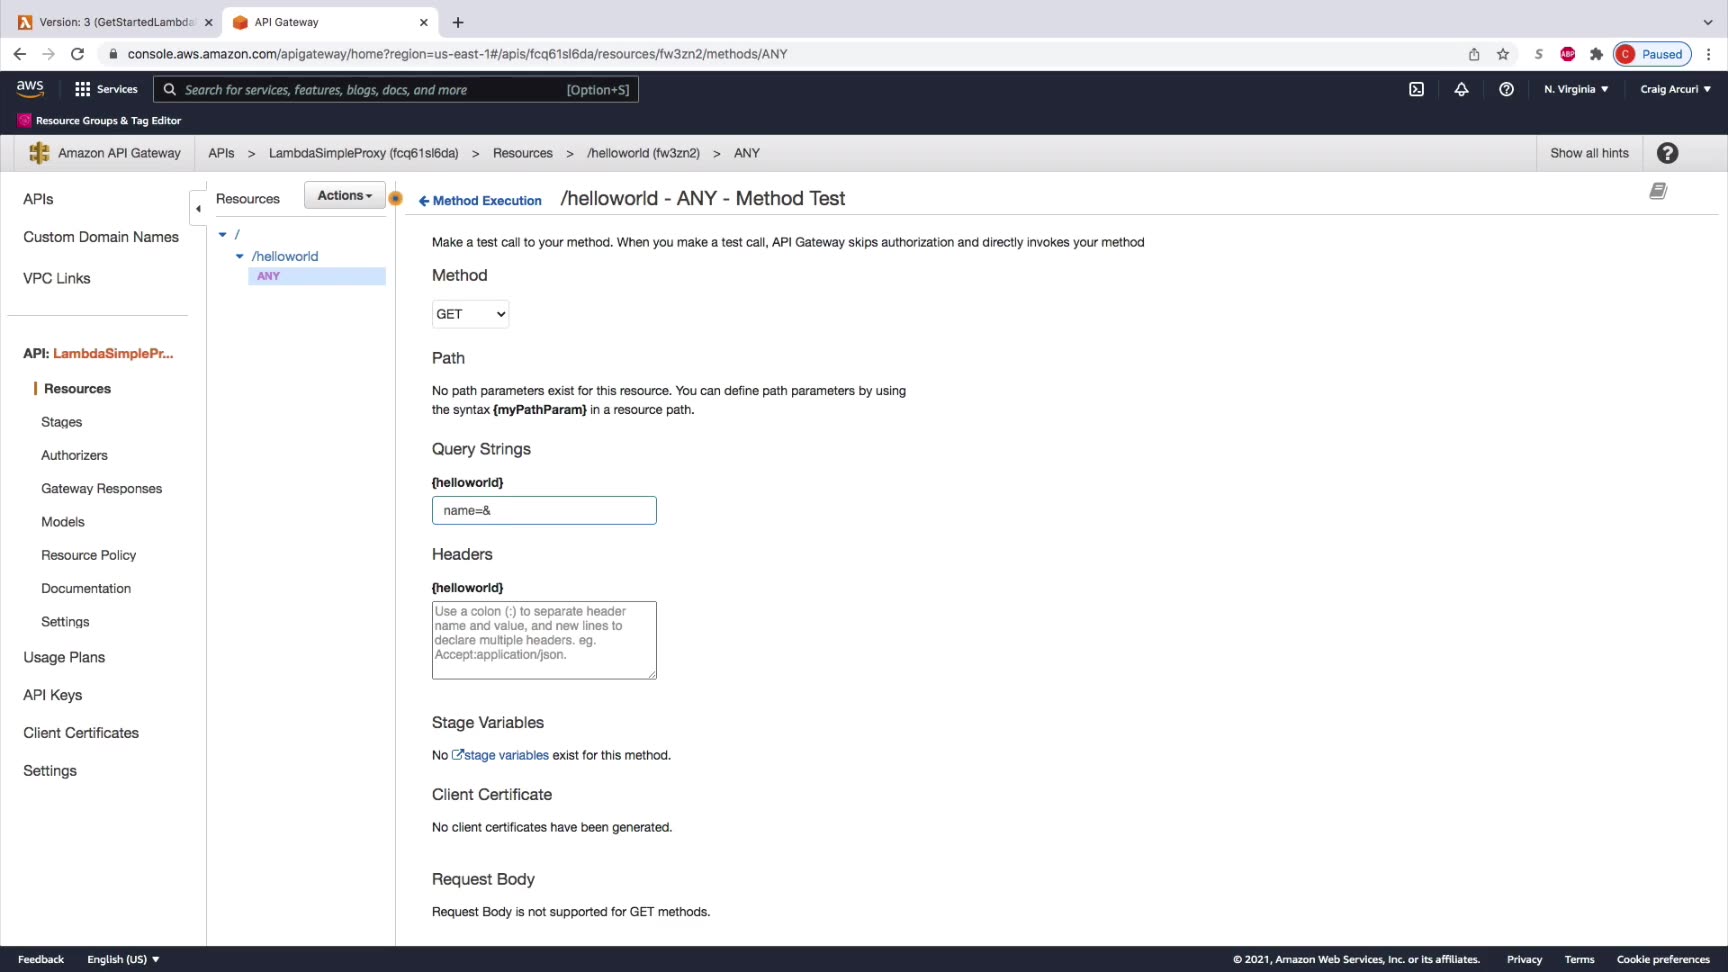 Version: 3 (GetStartedLambda
API Gateway
console.aws.amazon.com/apigateway/home?region=us-east-1#/apis/fcq61sl6da/resources/fw3zn2/methods/ANY
S
ABP
C Paused
aws
Services
Search for services, features, blogs, docs, and more [Option+S]
N. Virginia
Craig Arcuri
Resource Groups & Tag Editor
Amazon API Gateway
APIs > LambdaSimpleProxy (fcq61sl6da) > Resources > /helloworld (fw3zn2) > ANY
Show all hints
APIs
Custom Domain Names
VPC Links
API: LambdaSimplePr...
Resources
Stages
Authorizers
Gateway Responses
Models
Resource Policy
Documentation
Settings
Usage Plans
API Keys
Client Certificates
Settings
Resources
Actions
/
/helloworld
ANY
Method Execution /helloworld - ANY - Method Test
Make a test call to your method. When you make a test call, API Gateway skips authorization and directly invokes your method
Method
GET
Path
No path parameters exist for this resource. You can define path parameters by using
the syntax {myPathParam} in a resource path.
Query Strings
{helloworld}
name=&
Headers
{helloworld}
Use a colon (:) to separate header
name and value, and new lines to
declare multiple headers. eg.
Accept:application/json.
Stage Variables
No stage variables exist for this method.
Client Certificate
No client certificates have been generated.
Request Body
Request Body is not supported for GET methods.
Feedback English (US)
© 2021, Amazon Web Services, Inc. or its affiliates. Privacy Terms Cookie preferences